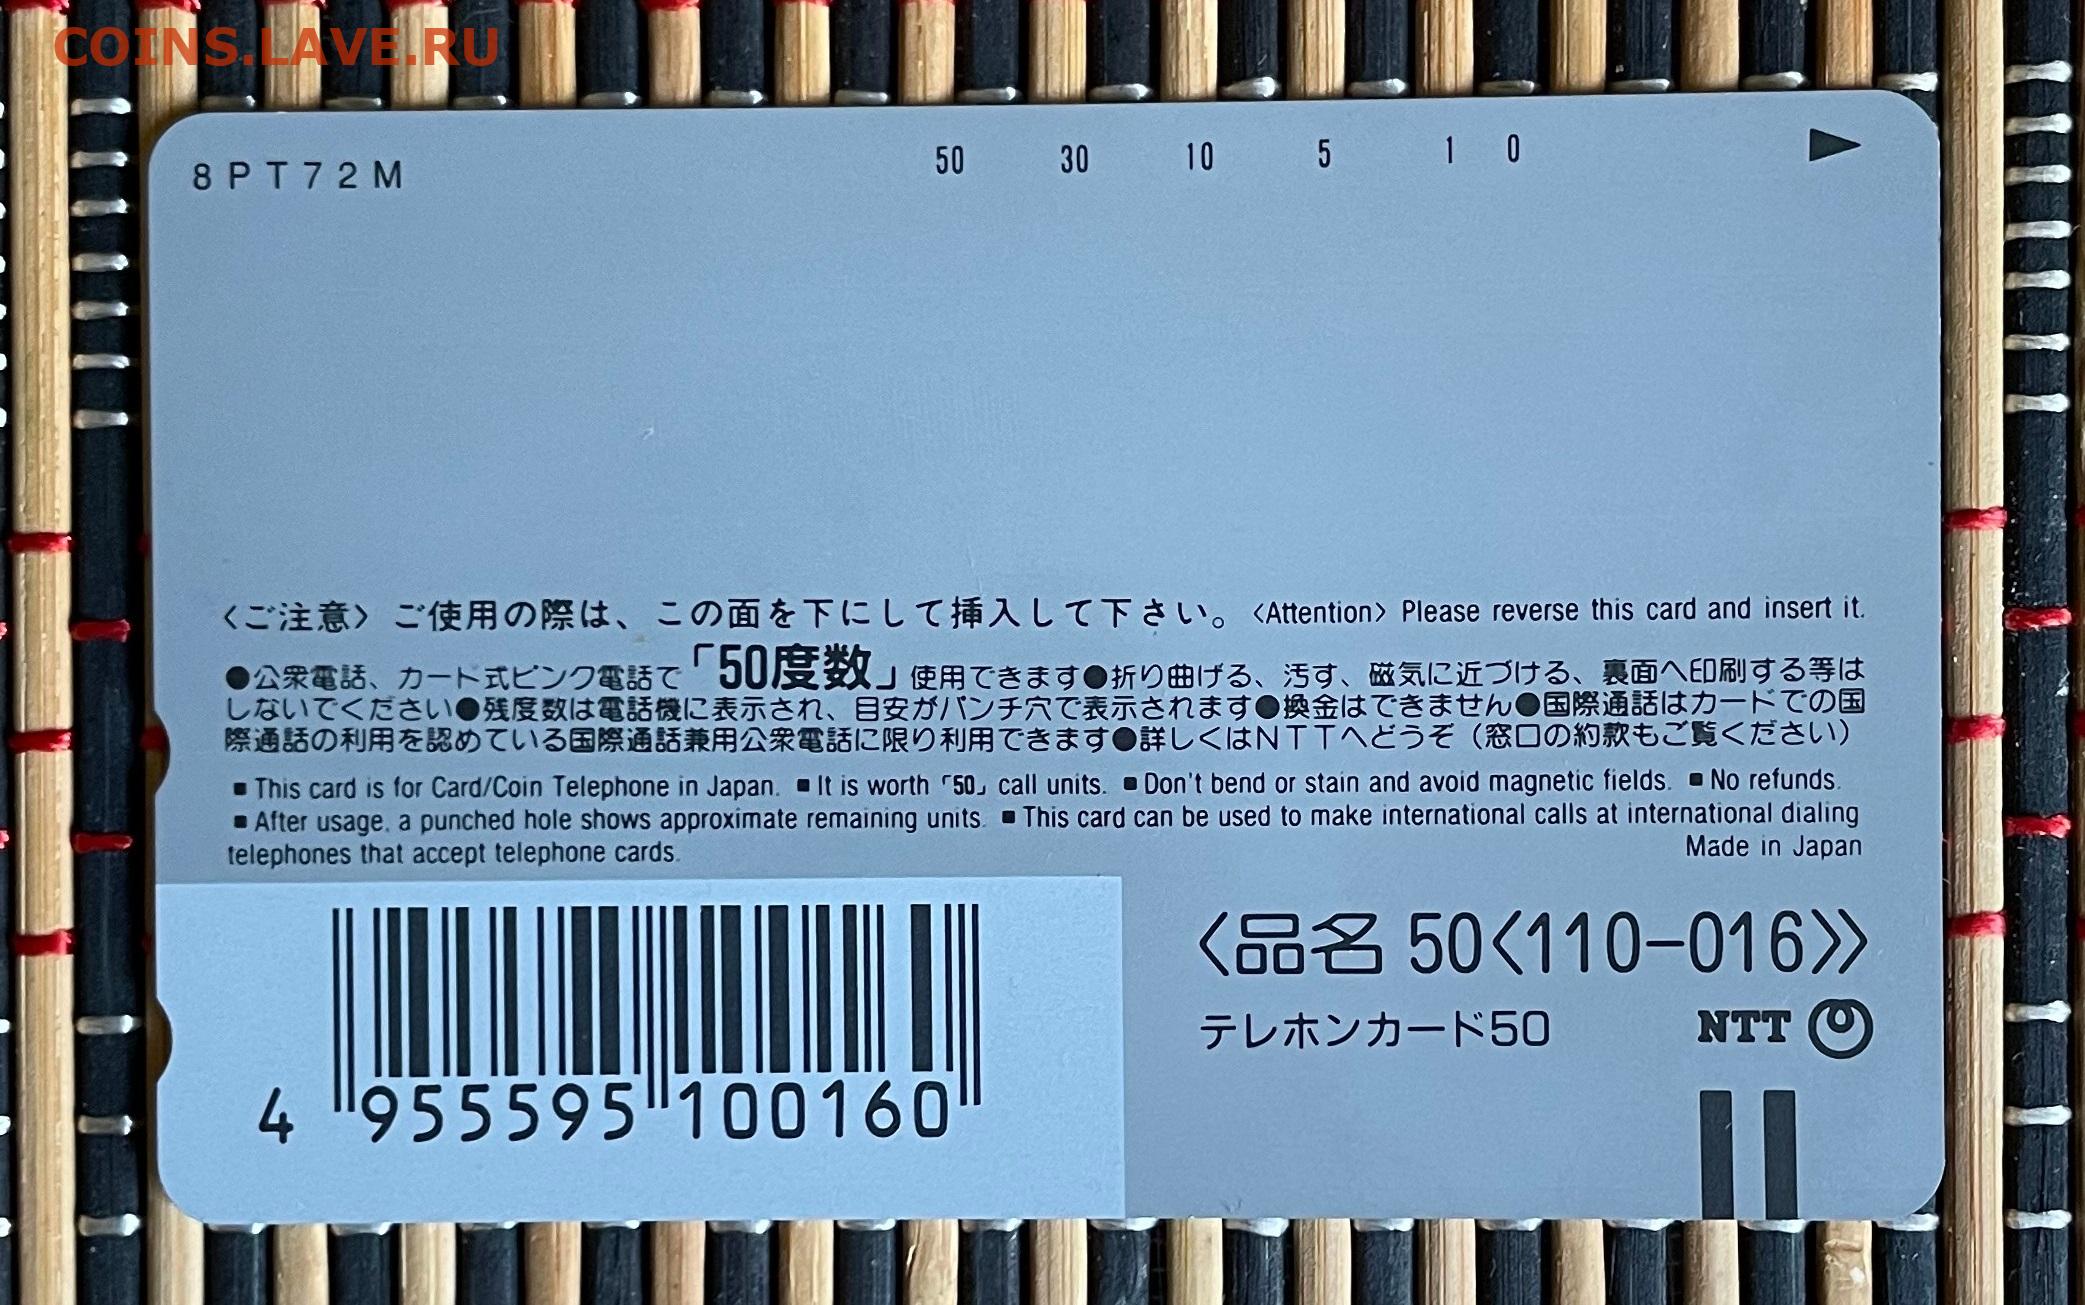 COINS.LAVE.RU
8PT72M 50 30 10 5 1 0
〈ご注意〉ご使用の際は、この面を下にして挿入して下さい。〈Attention〉Please reverse this card and insert it.
●公衆電話、カード式ピンク電話で「50度数」使用できます●折り曲げる、汚す、磁気に近づける、裏面へ印刷する等は
しないでください●残度数は電話機に表示され、目安がパンチ穴で表示されます●換金はできません●国際通話はカードでの国
際通話の利用を認めている国際通話兼用公衆電話に限り利用できます●詳しくはNTTへどうぞ（窓口の約款もご覧ください）
■ This card is for Card/Coin Telephone in Japan. ■ It is worth「50」call units. ■ Don't bend or stain and avoid magnetic fields. ■ No refunds.
■ After usage, a punched hole shows approximate remaining units. ■ This card can be used to make international calls at international dialing
telephones that accept telephone cards. Made in Japan
〈品名 50〈110-016〉〉
テレホンカード50 NTT
4 955595 100160